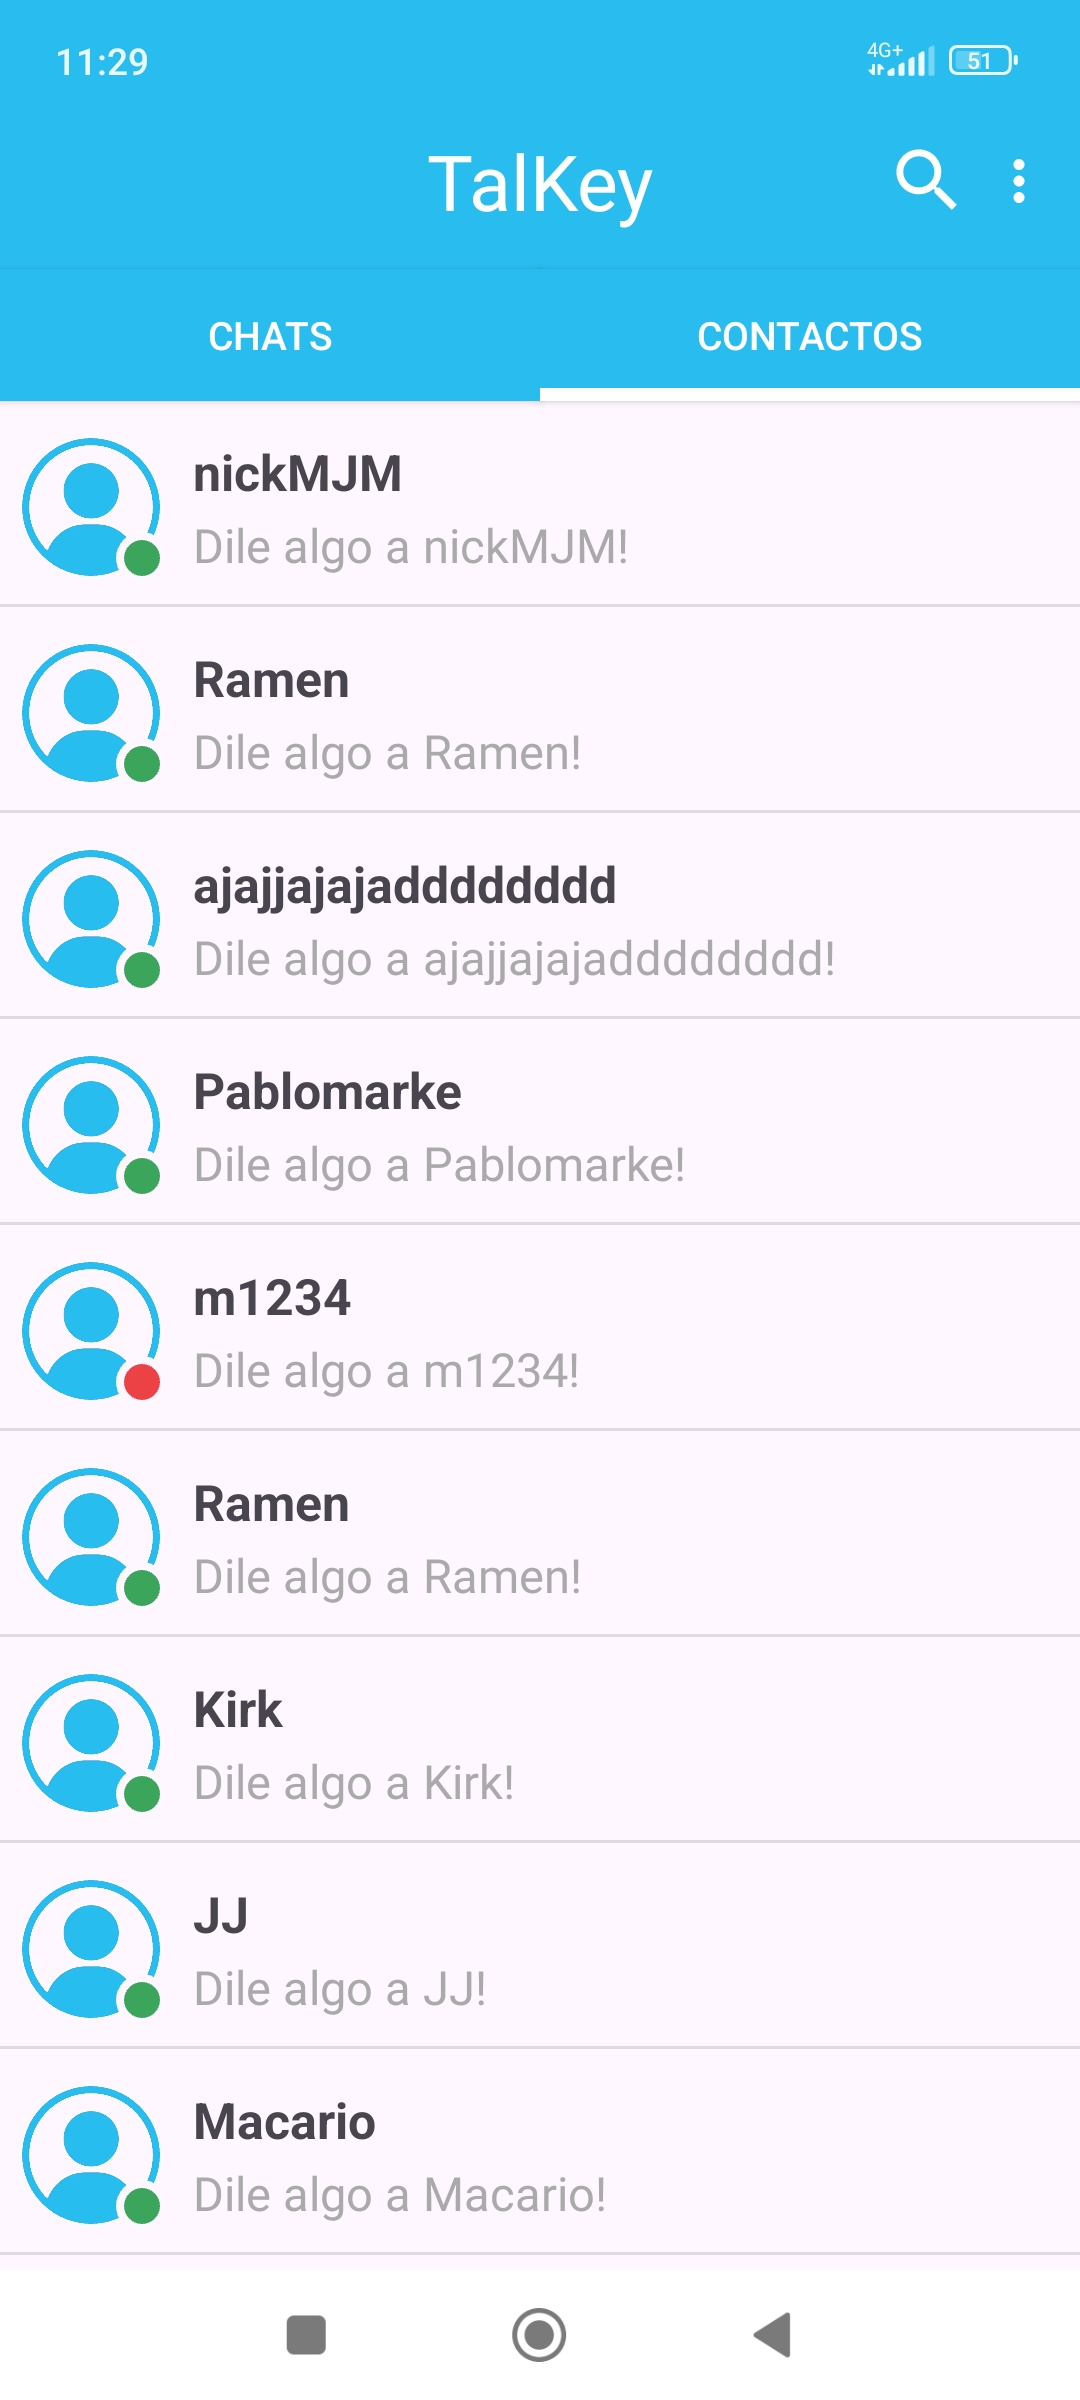 11:29
4G+
51
TalKey
CHATS
CONTACTOS
nickMJM
Dile algo a nickMJM!
Ramen
Dile algo a Ramen!
ajajjajajadddddddd
Dile algo a ajajjajajadddddddd!
Pablomarke
Dile algo a Pablomarke!
m1234
Dile algo a m1234!
Ramen
Dile algo a Ramen!
Kirk
Dile algo a Kirk!
JJ
Dile algo a JJ!
Macario
Dile algo a Macario!